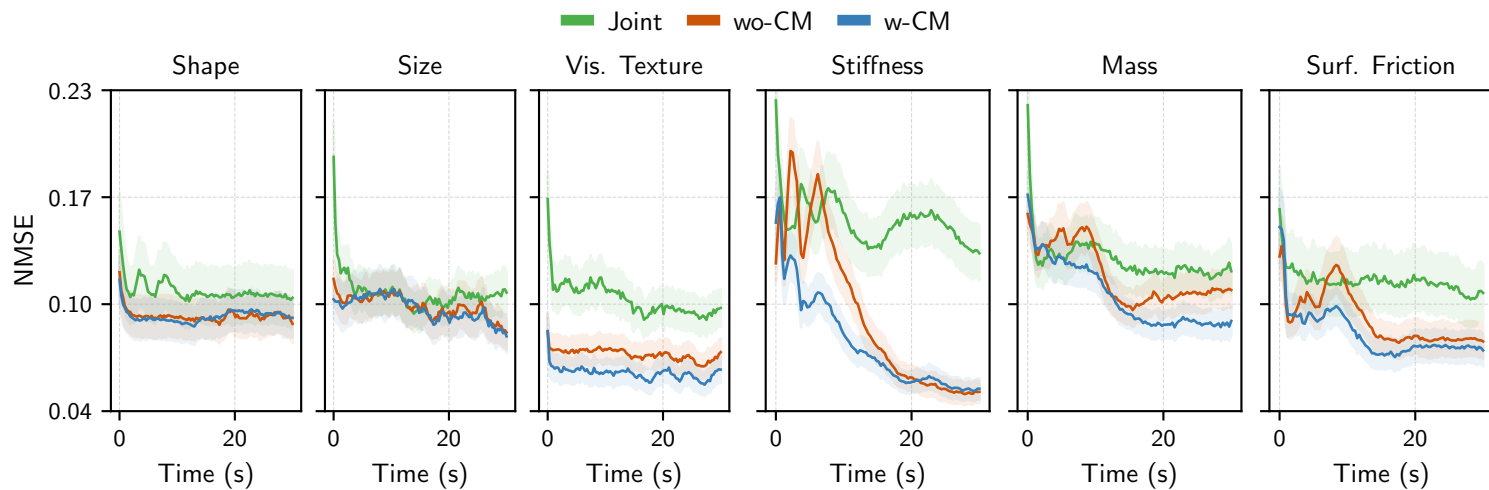 Joint wo-CM w-CM
Shape Size Vis. Texture Stiffness Mass Surf. Friction
NMSE
0.23
0.17
0.10
0.04
0 20 0 20 0 20 0 20 0 20 0 20
Time (s) Time (s) Time (s) Time (s) Time (s) Time (s)